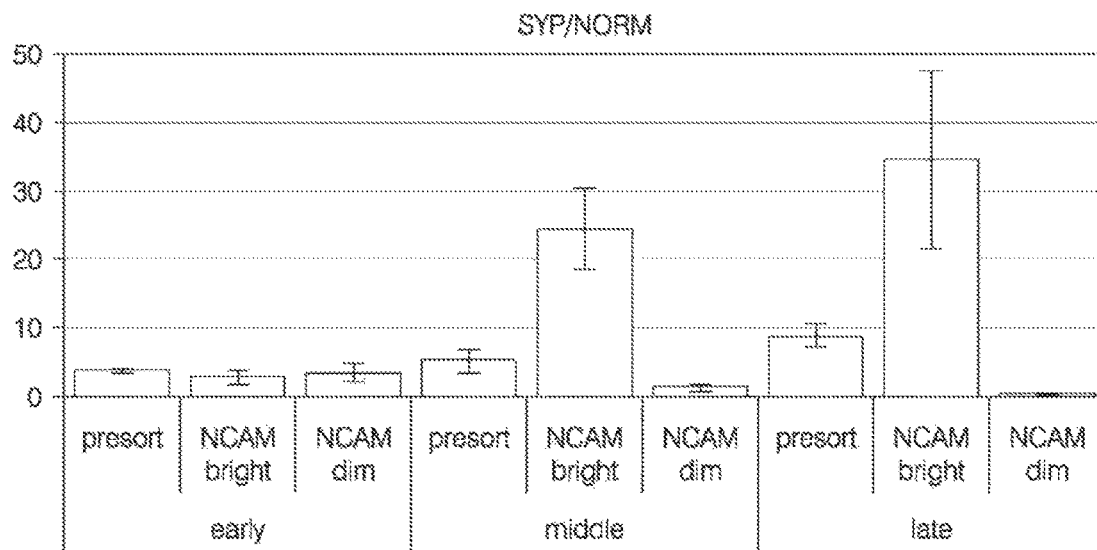 SYP/NORM
50
40
30
20
10
0
presort NCAM NCAM presort NCAM NCAM presort NCAM NCAM
bright dim bright dim bright dim
early middle late